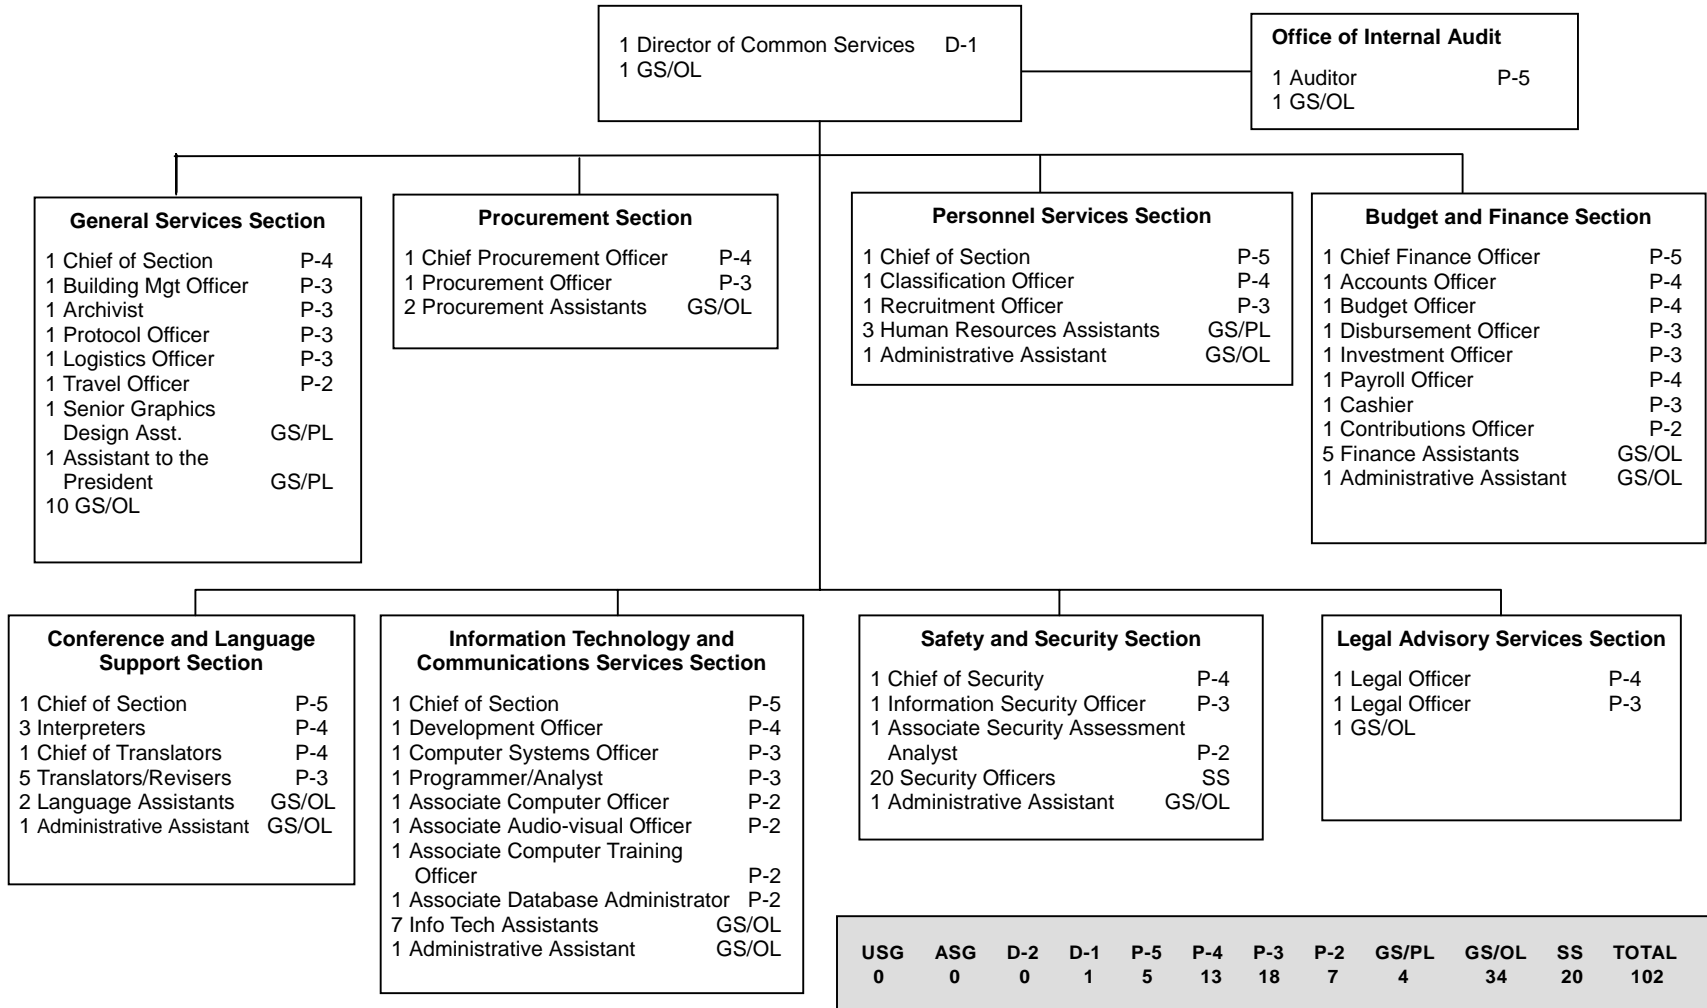 1 Director of Common Services D-1
1 GS/OL
Office of Internal Audit
1 Auditor P-5
1 GS/OL
General Services Section
1 Chief of Section P-4
1 Building Mgt Officer P-3
1 Archivist P-3
1 Protocol Officer P-3
1 Logistics Officer P-3
1 Travel Officer P-2
1 Senior Graphics
Design Asst. GS/PL
1 Assistant to the
President GS/PL
10 GS/OL
Procurement Section
1 Chief Procurement Officer P-4
1 Procurement Officer P-3
2 Procurement Assistants GS/OL
Personnel Services Section
1 Chief of Section P-5
1 Classification Officer P-4
1 Recruitment Officer P-3
3 Human Resources Assistants GS/PL
1 Administrative Assistant GS/OL
Budget and Finance Section
1 Chief Finance Officer P-5
1 Accounts Officer P-4
1 Budget Officer P-4
1 Disbursement Officer P-3
1 Investment Officer P-3
1 Payroll Officer P-4
1 Cashier P-3
1 Contributions Officer P-2
5 Finance Assistants GS/OL
1 Administrative Assistant GS/OL
Conference and Language
Support Section
1 Chief of Section P-5
3 Interpreters P-4
1 Chief of Translators P-4
5 Translators/Revisers P-3
2 Language Assistants GS/OL
1 Administrative Assistant GS/OL
Information Technology and
Communications Services Section
1 Chief of Section P-5
1 Development Officer P-4
1 Computer Systems Officer P-3
1 Programmer/Analyst P-3
1 Associate Computer Officer P-2
1 Associate Audio-visual Officer P-2
1 Associate Computer Training
Officer P-2
1 Associate Database Administrator P-2
7 Info Tech Assistants GS/OL
1 Administrative Assistant GS/OL
Safety and Security Section
1 Chief of Security P-4
1 Information Security Officer P-3
1 Associate Security Assessment
Analyst P-2
20 Security Officers SS
1 Administrative Assistant GS/OL
Legal Advisory Services Section
1 Legal Officer P-4
1 Legal Officer P-3
1 GS/OL
USG ASG D-2 D-1 P-5 P-4 P-3 P-2 GS/PL GS/OL SS TOTAL
0 0 0 1 5 13 18 7 4 34 20 102